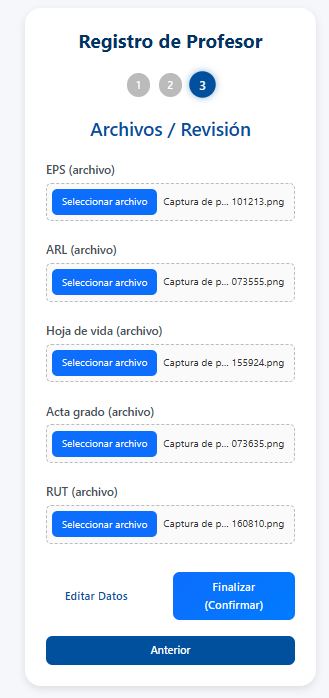 Registro de Profesor
1 2 3
Archivos / Revisión
EPS (archivo)
Seleccionar archivo Captura de p... 101213.png
ARL (archivo)
Seleccionar archivo Captura de p... 073555.png
Hoja de vida (archivo)
Seleccionar archivo Captura de p... 155924.png
Acta grado (archivo)
Seleccionar archivo Captura de p... 073635.png
RUT (archivo)
Seleccionar archivo Captura de p... 160810.png
Editar Datos
Finalizar
(Confirmar)
Anterior